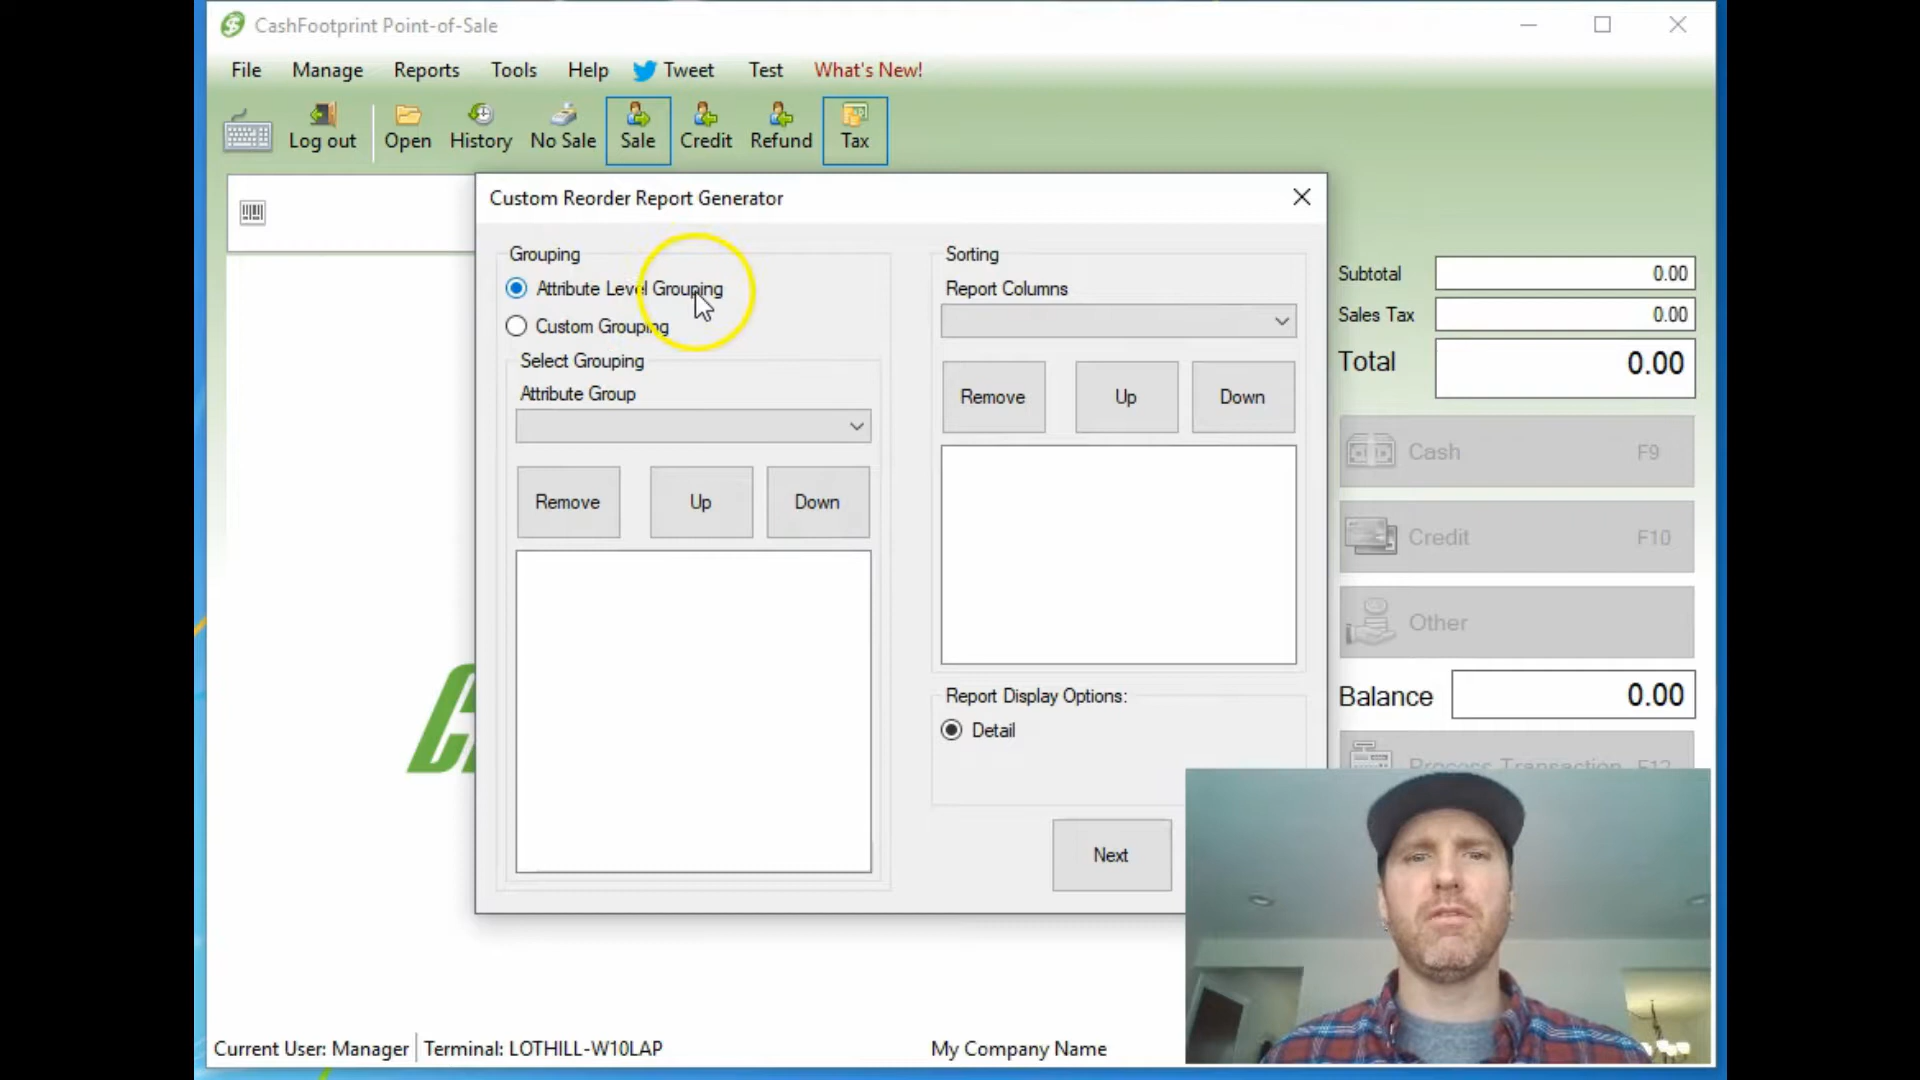 CashFootprint Point-of-Sale
File Manage Reports Tools Help Tweet Test What's New!
Log out Open History No Sale Sale Credit Refund Tax
Custom Reorder Report Generator
Grouping
Attribute Level Grouping
Custom Grouping
Select Grouping
Attribute Group
Remove Up Down
Sorting
Report Columns
Remove Up Down
Report Display Options:
Detail
Next
Subtotal 0.00
Sales Tax 0.00
Total 0.00
Cash F9
Credit F10
Other
Balance 0.00
Process Transaction F12
Current User: Manager Terminal: LOTHILL-W10LAP My Company Name